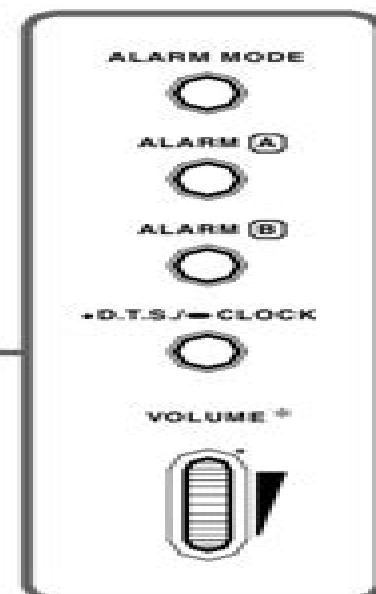 ALARM MODE
ALARM A
ALARM B
•D.T.S./━ CLOCK
VOLUME *